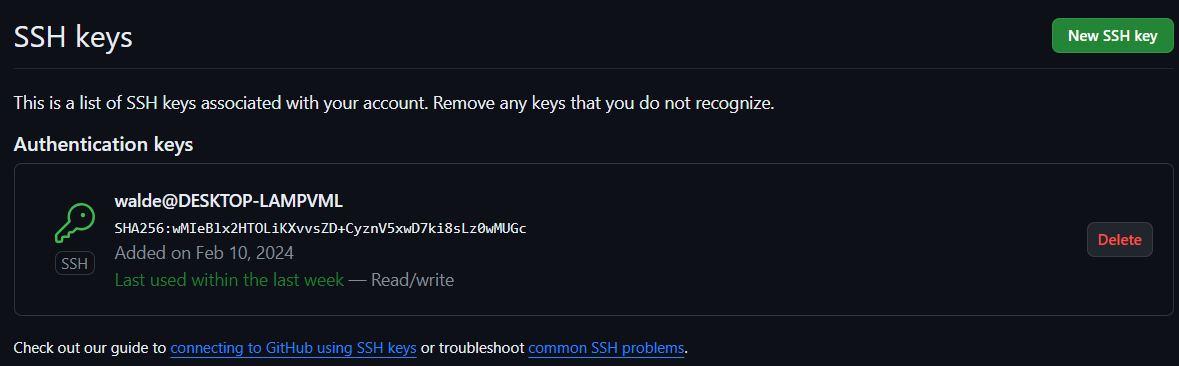 SSH keys
New SSH key
This is a list of SSH keys associated with your account. Remove any keys that you do not recognize.
Authentication keys
walde@DESKTOP-LAMPVML
SHA256:wMIeBlx2HTOLiKXvvsZD+CyznV5xwD7ki8sLz0wMUGc
Added on Feb 10, 2024
Last used within the last week — Read/write
SSH
Delete
Check out our guide to connecting to GitHub using SSH keys or troubleshoot common SSH problems.